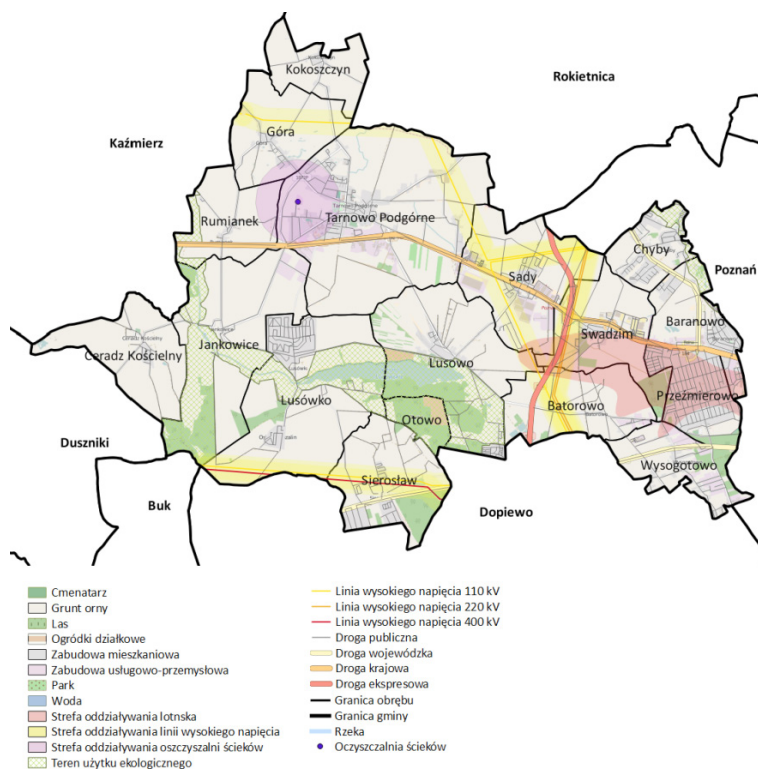 Kokoszczyn
Rokietnica
Góra
Kaźmierz
Rumianek
Tarnowo Podgórne
Chyby
Sady
Poznań
Baranowo
Swadzim
Ceradz Kościelny
Jankowice
Lusowo
Przeźmierowo
Lusówko
Batorowo
Otowo
Duszniki
Wysogotowo
Sierosław
Buk
Dopiewo
Cmenatarz
Grunt orny
Las
Ogródki działkowe
Zabudowa mieszkaniowa
Zabudowa usługowo-przemysłowa
Park
Woda
Strefa oddziaływania lotnska
Strefa oddziaływania linii wysokiego napięcia
Strefa oddziaływania oszczyszalni ścieków
Teren użytku ekologicznego
Linia wysokiego napięcia 110 kV
Linia wysokiego napięcia 220 kV
Linia wysokiego napięcia 400 kV
Droga publiczna
Droga wojewódzka
Droga krajowa
Droga ekspresowa
Granica obrębu
Granica gminy
Rzeka
Oczyszczalnia ścieków